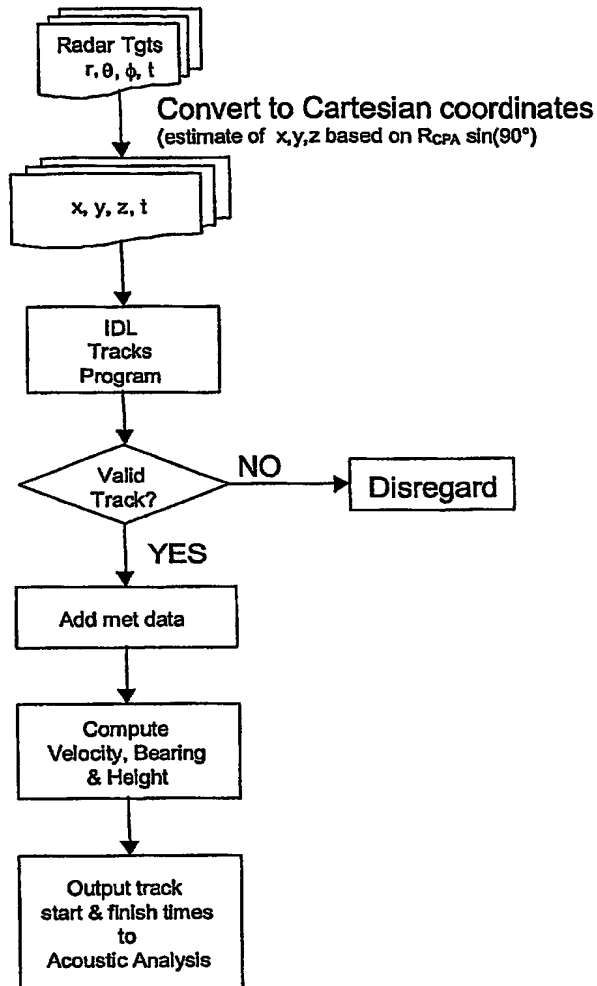 Radar Tgts
r, θ, ϕ, t
Convert to Cartesian coordinates
(estimate of x,y,z based on RCPA sin(90°)
x, y, z, t
IDL
Tracks
Program
Valid
Track?
NO
Disregard
YES
Add met data
Compute
Velocity, Bearing
& Height
Output track
start & finish times
to
Acoustic Analysis